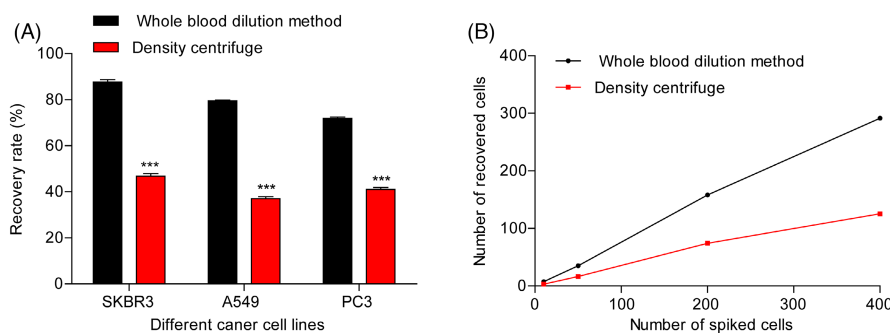 (A)
Whole blood dilution method
Density centrifuge
Recovery rate (%)
100
80
60
40
20
0
***
***
***
SKBR3 A549 PC3
Different caner cell lines
(B)
Whole blood dilution method
Density centrifuge
Number of recovered cells
400
300
200
100
0
0 100 200 300 400
Number of spiked cells